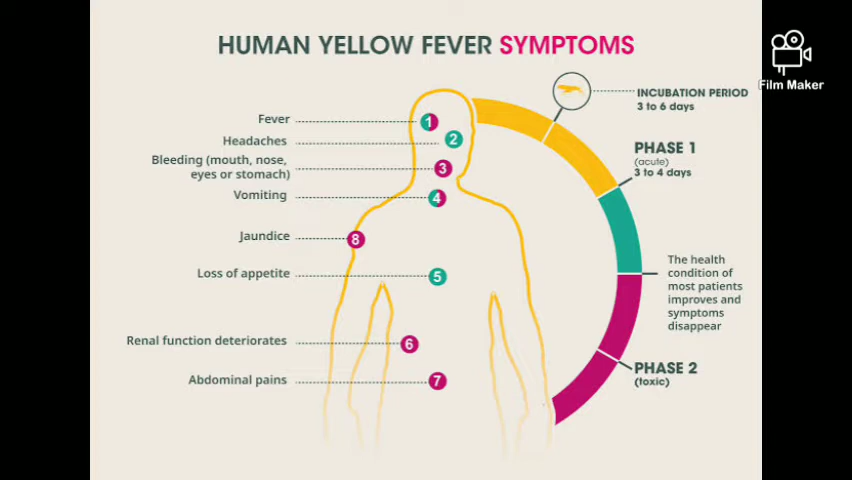 HUMAN YELLOW FEVER SYMPTOMS
Film Maker
INCUBATION PERIOD
3 to 6 days
PHASE 1
(acute)
3 to 4 days
The health
condition of
most patients
improves and
symptoms
disappear
PHASE 2
(toxic)
Fever
1
Headaches
2
Bleeding (mouth, nose,
eyes or stomach)
3
Vomiting
4
Jaundice
8
Loss of appetite
5
Renal function deteriorates
6
Abdominal pains
7